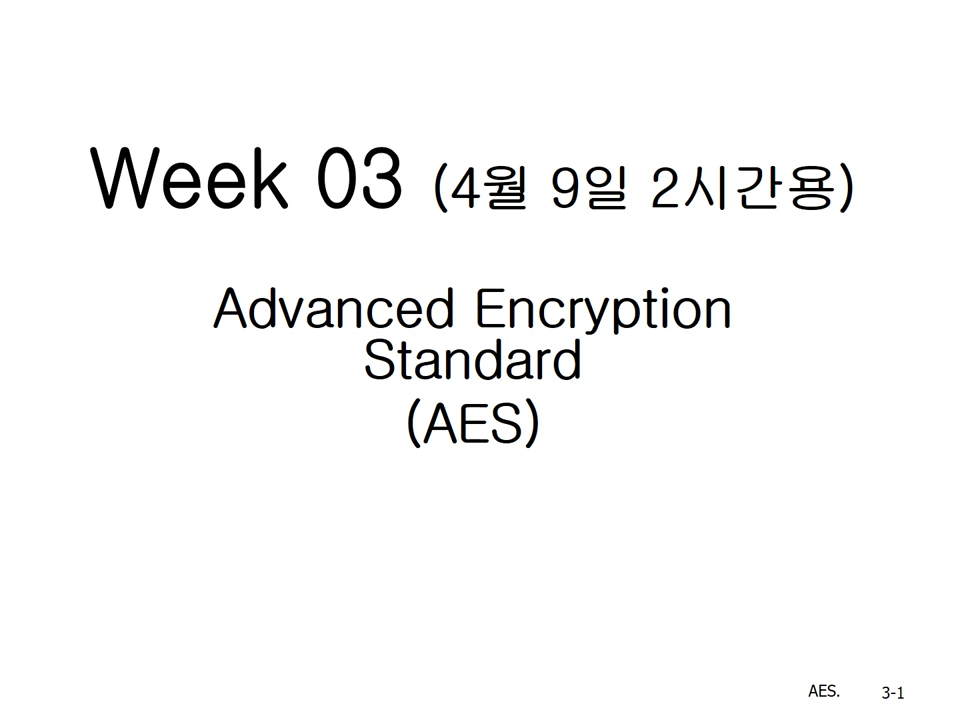 Week 03 (4월 9일 2시간용)
Advanced Encryption
Standard
(AES)
AES. 3-1